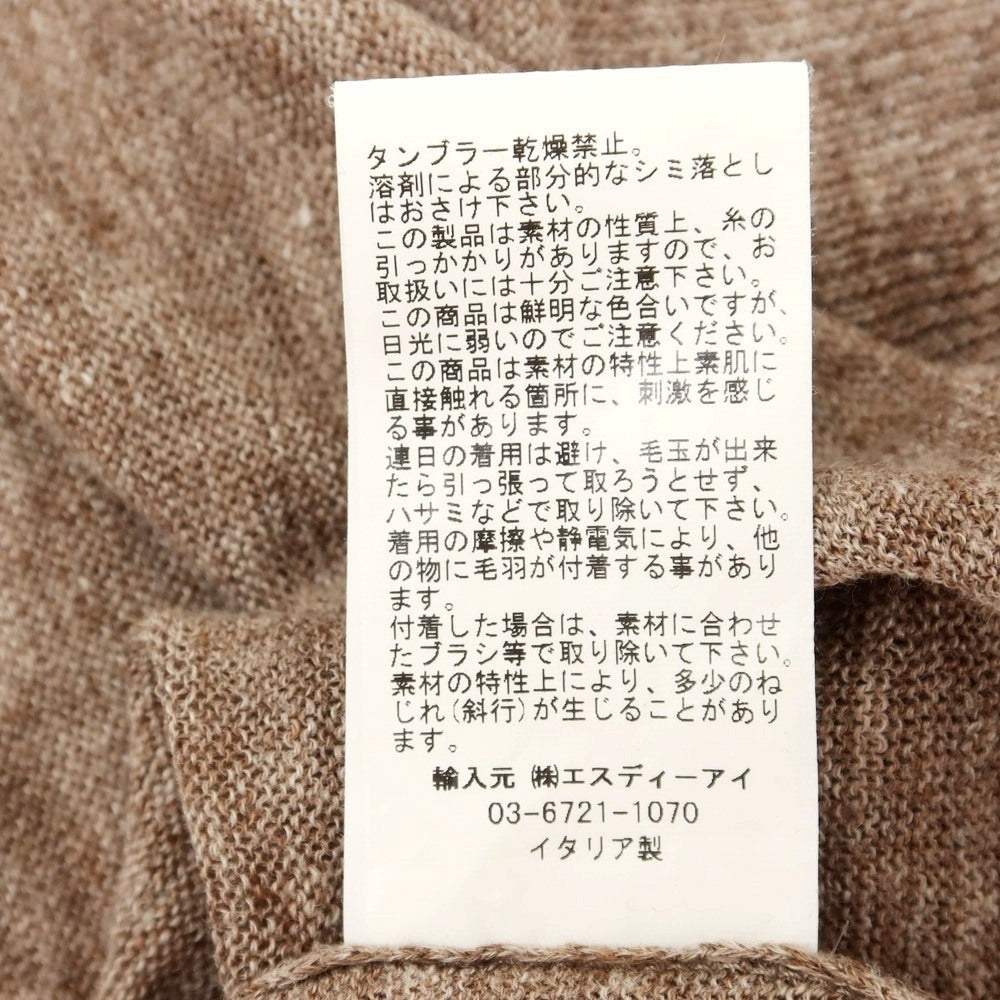 タンブラー乾燥禁止。
溶剤による部分的なシミ落とし
はおさけ下さい。
この製品は素材の性質上、糸の
引っかかりがありますので、お
取扱いには十分ご注意下さい。
この商品は鮮明な色合いですが、
日光に弱いのでご注意ください。
この商品は素材の特性上素肌に
直接触れる箇所に、刺激を感じ
る事があります。
連日の着用は避け、毛玉が出来
たら引っ張って取ろうとせず、
ハサミなどで取り除いて下さい。
着用の摩擦や静電気により、他
の物に毛羽が付着する事があり
ます。
付着した場合は、素材に合わせ
たブラシ等で取り除いて下さい。
素材の特性上により、多少のね
じれ(斜行)が生じることがあり
ます。
輸入元 ㈱エスディーアイ
03-6721-1070
イタリア製